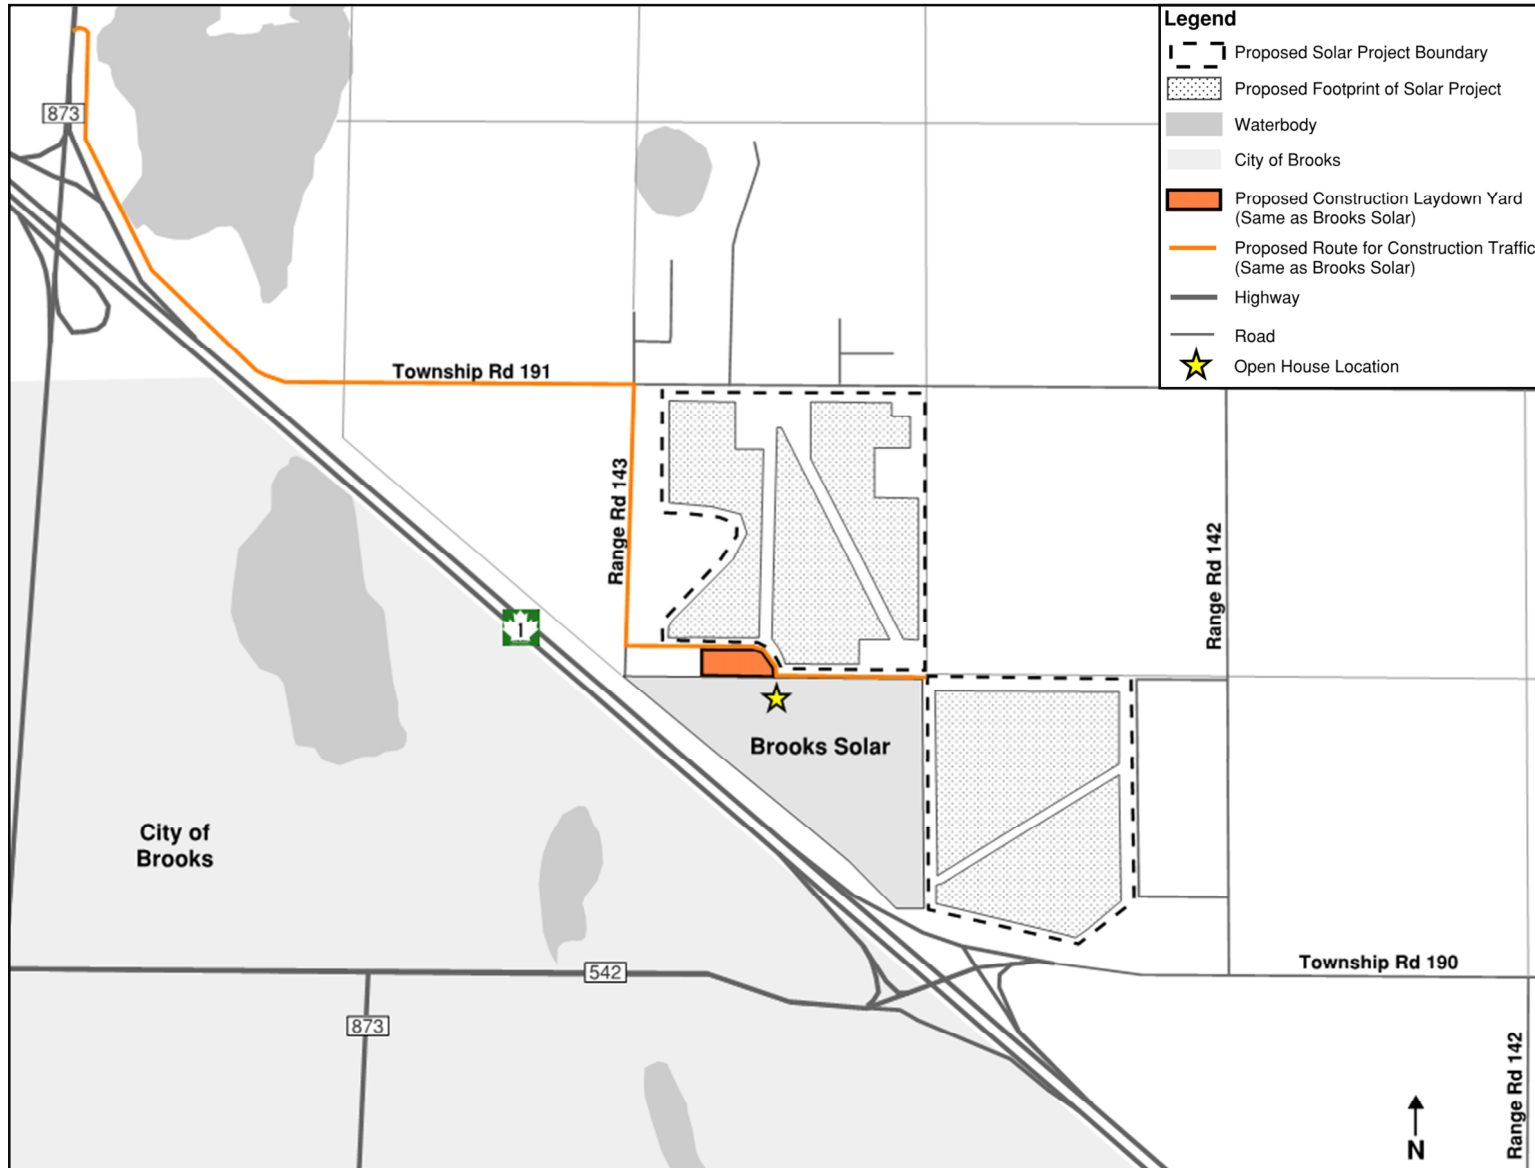 Legend
Proposed Solar Project Boundary
Proposed Footprint of Solar Project
Waterbody
City of Brooks
Proposed Construction Laydown Yard
(Same as Brooks Solar)
Proposed Route for Construction Traffic
(Same as Brooks Solar)
Highway
Road
Open House Location
873
Township Rd 191
Range Rd 143
Range Rd 142
1
Brooks Solar
City of
Brooks
542
Township Rd 190
873
Range Rd 142
N